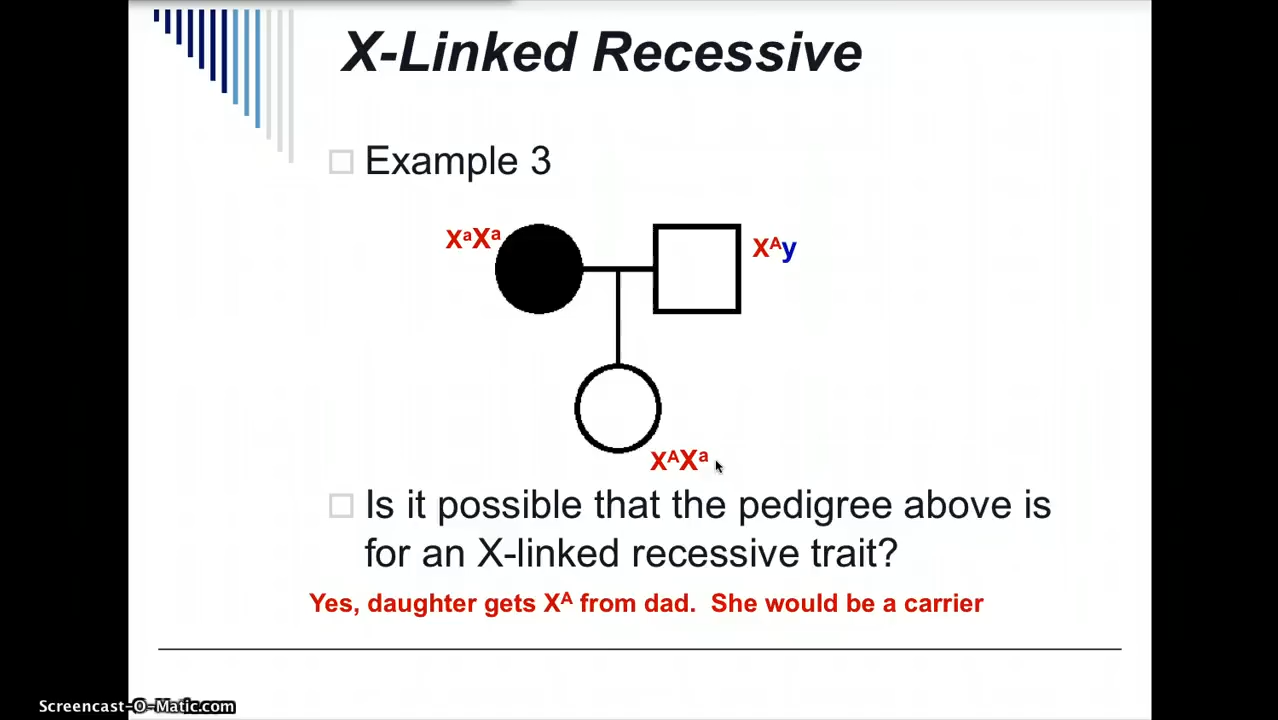 X-Linked Recessive
Example 3
XᵃXᵃ
Xᴬy
XᴬXᵃ
Is it possible that the pedigree above is
for an X-linked recessive trait?
Yes, daughter gets Xᴬ from dad. She would be a carrier
Screencast-O-Matic.com